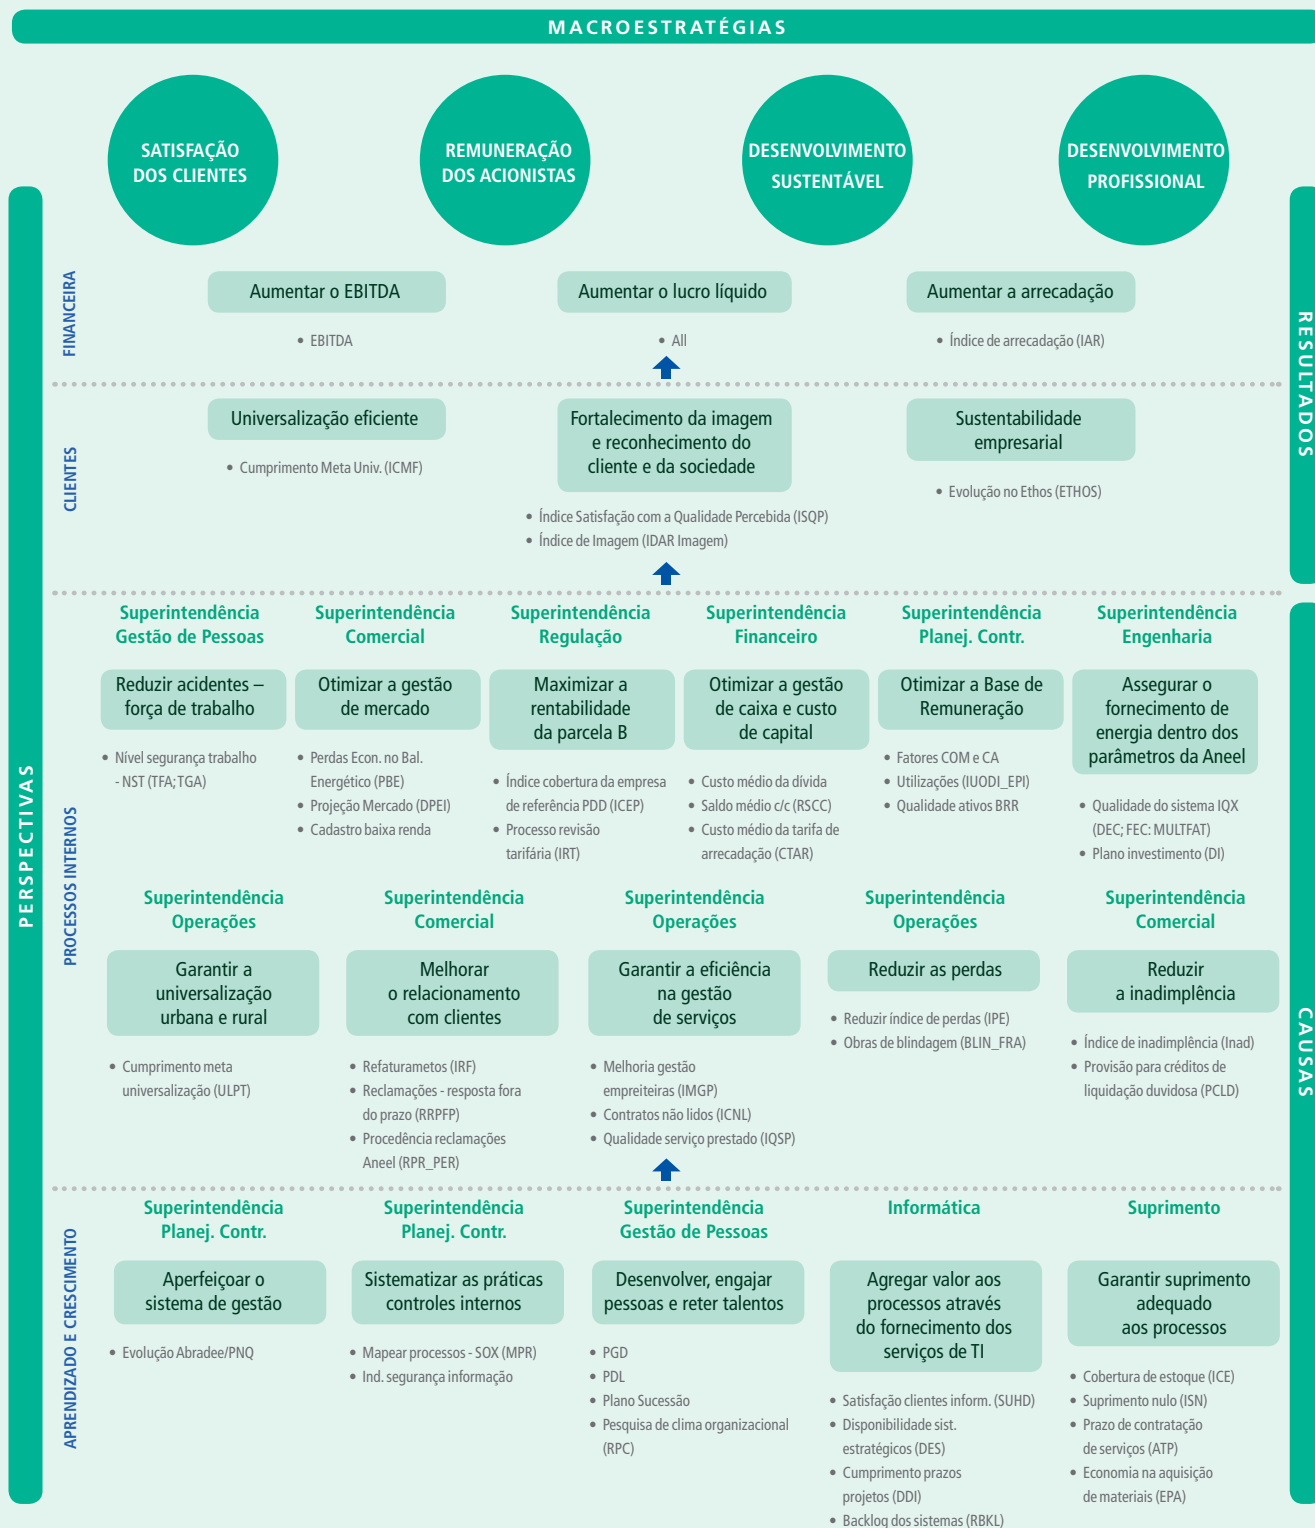 MACROESTRATÉGIAS
SATISFAÇÃO
DOS CLIENTES
REMUNERAÇÃO
DOS ACIONISTAS
DESENVOLVIMENTO
SUSTENTÁVEL
DESENVOLVIMENTO
PROFISSIONAL
PERSPECTIVAS
RESULTADOS
CAUSAS
FINANCEIRA
Aumentar o EBITDA
• EBITDA
Aumentar o lucro líquido
• All
Aumentar a arrecadação
• Índice de arrecadação (IAR)
CLIENTES
Universalização eficiente
• Cumprimento Meta Univ. (ICMF)
Fortalecimento da imagem
e reconhecimento do
cliente e da sociedade
• Índice Satisfação com a Qualidade Percebida (ISQP)
• Índice de Imagem (IDAR Imagem)
Sustentabilidade
empresarial
• Evolução no Ethos (ETHOS)
PROCESSOS INTERNOS
Superintendência
Gestão de Pessoas
Reduzir acidentes –
força de trabalho
• Nível segurança trabalho
- NST (TFA; TGA)
Superintendência
Comercial
Otimizar a gestão
de mercado
• Perdas Econ. no Bal.
Energético (PBE)
• Projeção Mercado (DPEI)
• Cadastro baixa renda
Superintendência
Regulação
Maximizar a
rentabilidade
da parcela B
• Índice cobertura da empresa
de referência PDD (ICEP)
• Processo revisão
tarifária (IRT)
Superintendência
Financeiro
Otimizar a gestão
de caixa e custo
de capital
• Custo médio da dívida
• Saldo médio c/c (RSCC)
• Custo médio da tarifa de
arrecadação (CTAR)
Superintendência
Planej. Contr.
Otimizar a Base de
Remuneração
• Fatores COM e CA
• Utilizações (IUODI_EPI)
• Qualidade ativos BRR
Superintendência
Engenharia
Assegurar o
fornecimento de
energia dentro dos
parâmetros da Aneel
• Qualidade do sistema IQX
(DEC; FEC: MULTFAT)
• Plano investimento (DI)
Superintendência
Operações
Garantir a
universalização
urbana e rural
• Cumprimento meta
universalização (ULPT)
Superintendência
Comercial
Melhorar
o relacionamento
com clientes
• Refaturametos (IRF)
• Reclamações - resposta fora
do prazo (RRPFP)
• Procedência reclamações
Aneel (RPR_PER)
Superintendência
Operações
Garantir a eficiência
na gestão
de serviços
• Melhoria gestão
empreiteiras (IMGP)
• Contratos não lidos (ICNL)
• Qualidade serviço prestado (IQSP)
Superintendência
Operações
Reduzir as perdas
• Reduzir índice de perdas (IPE)
• Obras de blindagem (BLIN_FRA)
Superintendência
Comercial
Reduzir
a inadimplência
• Índice de inadimplência (Inad)
• Provisão para créditos de
liquidação duvidosa (PCLD)
APRENDIZADO E CRESCIMENTO
Superintendência
Planej. Contr.
Aperfeiçoar o
sistema de gestão
• Evolução Abradee/PNQ
Superintendência
Planej. Contr.
Sistematizar as práticas
controles internos
• Mapear processos - SOX (MPR)
• Ind. segurança informação
Superintendência
Gestão de Pessoas
Desenvolver, engajar
pessoas e reter talentos
• PGD
• PDL
• Plano Sucessão
• Pesquisa de clima organizacional
(RPC)
Informática
Agregar valor aos
processos através
do fornecimento dos
serviços de TI
• Satisfação clientes inform. (SUHD)
• Disponibilidade sist.
estratégicos (DES)
• Cumprimento prazos
projetos (DDI)
• Backlog dos sistemas (RBKL)
Suprimento
Garantir suprimento
adequado
aos processos
• Cobertura de estoque (ICE)
• Suprimento nulo (ISN)
• Prazo de contratação
de serviços (ATP)
• Economia na aquisição
de materiais (EPA)